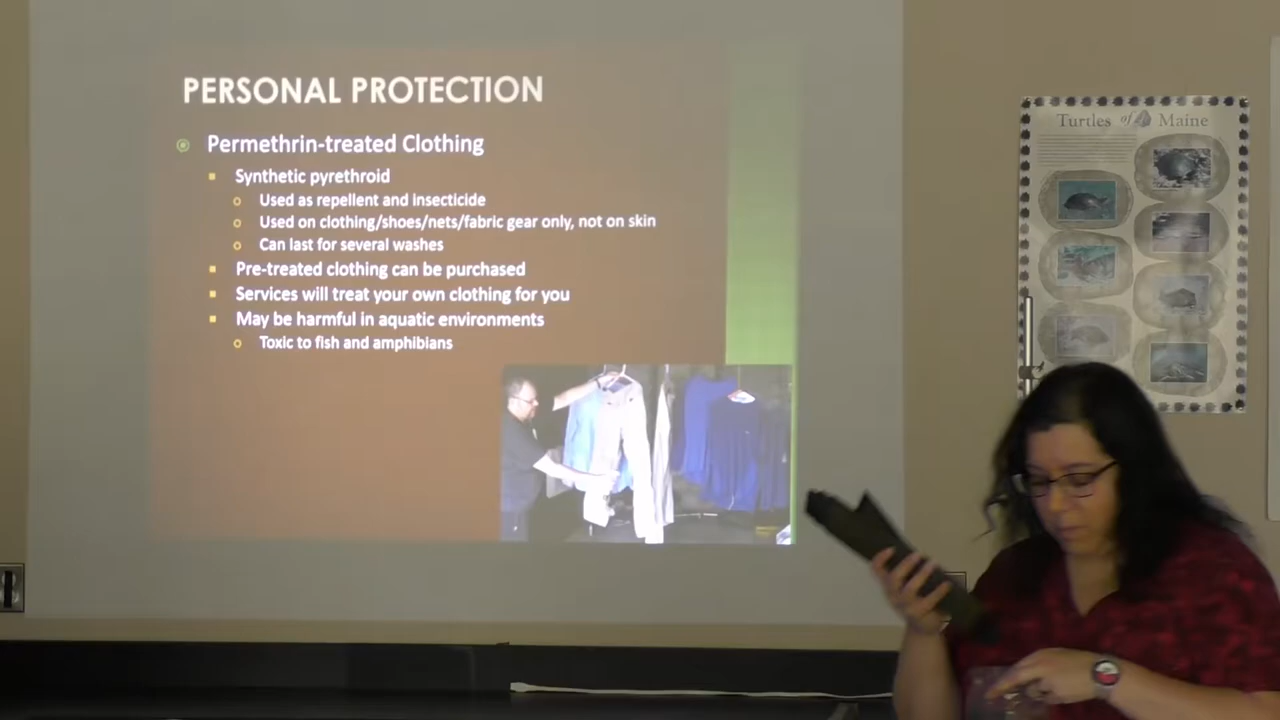 PERSONAL PROTECTION
Permethrin-treated Clothing
Synthetic pyrethroid
Used as repellent and insecticide
Used on clothing/shoes/nets/fabric gear only, not on skin
Can last for several washes
Pre-treated clothing can be purchased
Services will treat your own clothing for you
May be harmful in aquatic environments
Toxic to fish and amphibians
Turtles of Maine